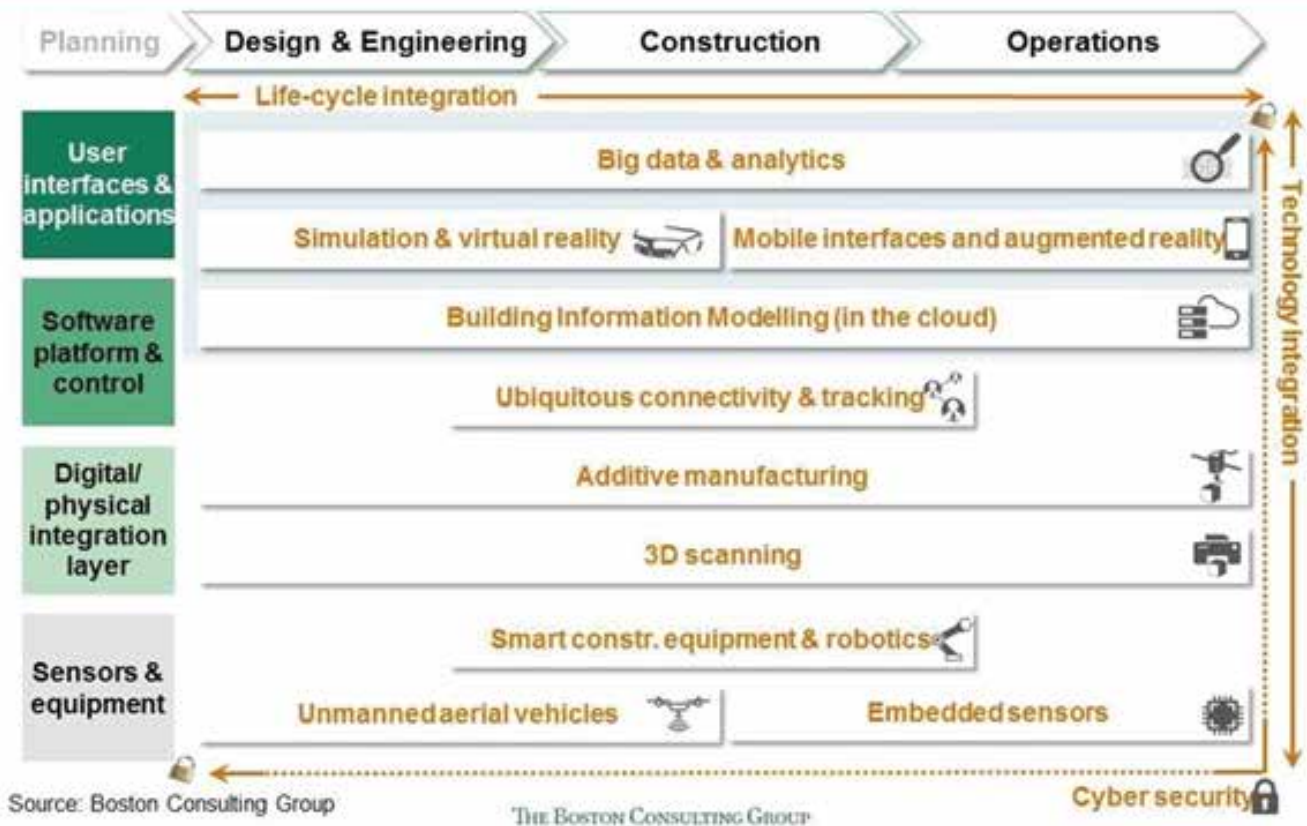 Planning
Design & Engineering
Construction
Operations
Life-cycle integration
User
interfaces &
applications
Big data & analytics
Simulation & virtual reality
Mobile interfaces and augmented reality
Technology integration
Software
platform &
control
Building Information Modelling (in the cloud)
Ubiquitous connectivity & tracking
Digital/
physical
integration
layer
Additive manufacturing
3D scanning
Sensors &
equipment
Smart constr. equipment & robotics
Unmanned aerial vehicles
Embedded sensors
Cyber security
Source: Boston Consulting Group
THE BOSTON CONSULTING GROUP